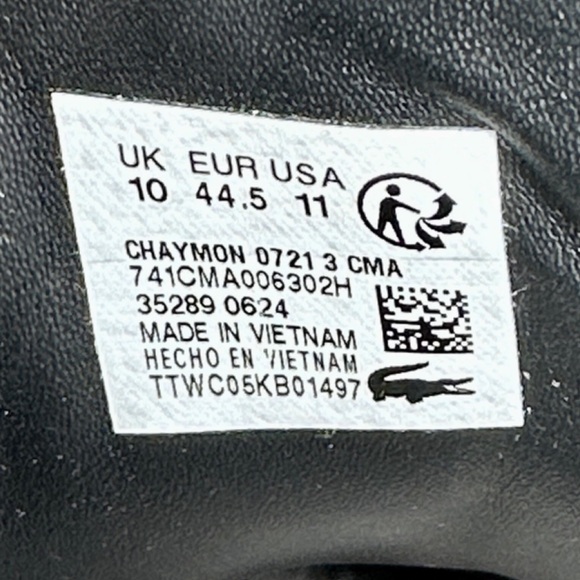 UK EUR USA
10 44.5 11
CHAYMON 0721 3 CMA
741CMA006302H
35289 0624
MADE IN VIETNAM
HECHO EN VIETNAM
TTWC05KB01497